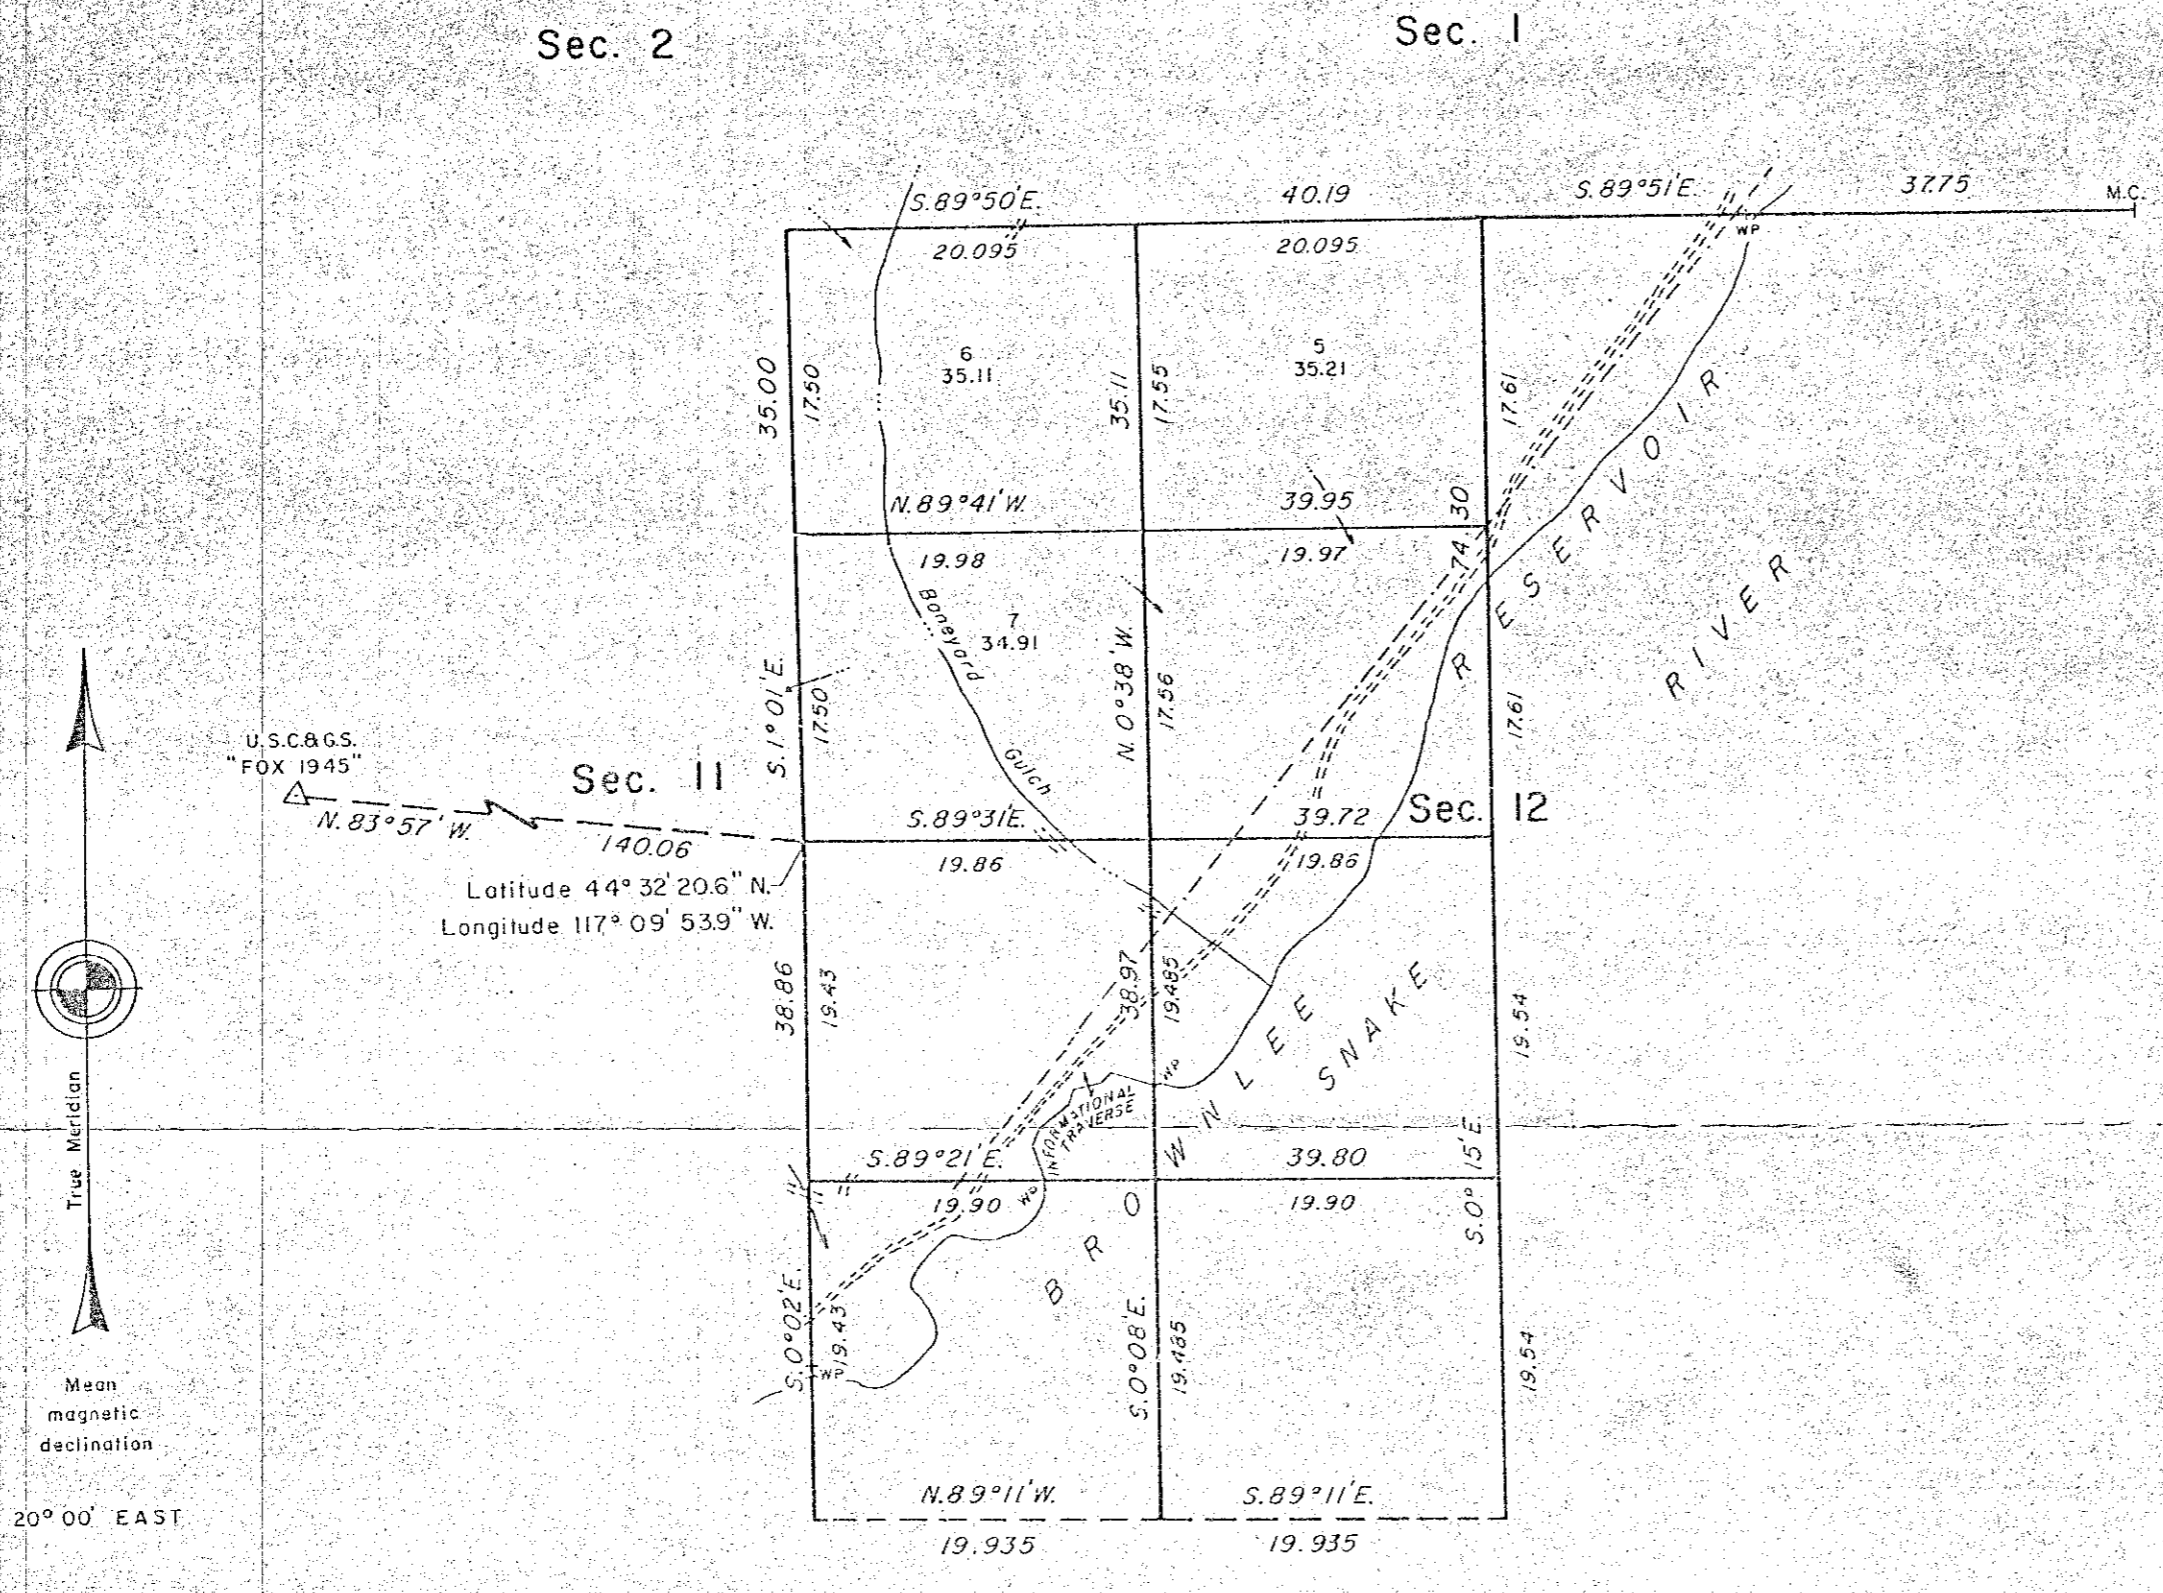 Sec. 2
Sec. 1
S.89°50'E.
40.19
S.89°51'E.
37.75
M.C.
20.095
20.095
WP
35.00
17.50
6
35.11
35.11
17.55
5
35.21
17.61
N.89°41'W.
39.95
30
19.98
19.97
74.
Boneyard
Gulch
7
34.91
S.1°01'E.
17.50
N.0°38'W.
17.56
17.61
RESERVOIR
RIVER
U.S.C.&G.S.
"FOX 1945"
N.83°57'W.
140.06
Sec. 11
S.89°31'E.
39.72
Sec. 12
19.86
19.86
Latitude 44°32'20.6" N.
Longitude 117°09'53.9" W.
38.86
19.43
38.97
19.485
19.54
SNAKE
BROWNLEE
WP
INFORMATIONAL
TRAVERSE
True Meridian
S.89°21'E.
39.80
S.0°15'E.
19.90
WP
19.90
S.0°02'E.
19.43
WP
S.0°08'E.
19.485
19.54
Mean
magnetic
declination
20°00' EAST
N.89°11'W.
S.89°11'E.
19.935
19.935